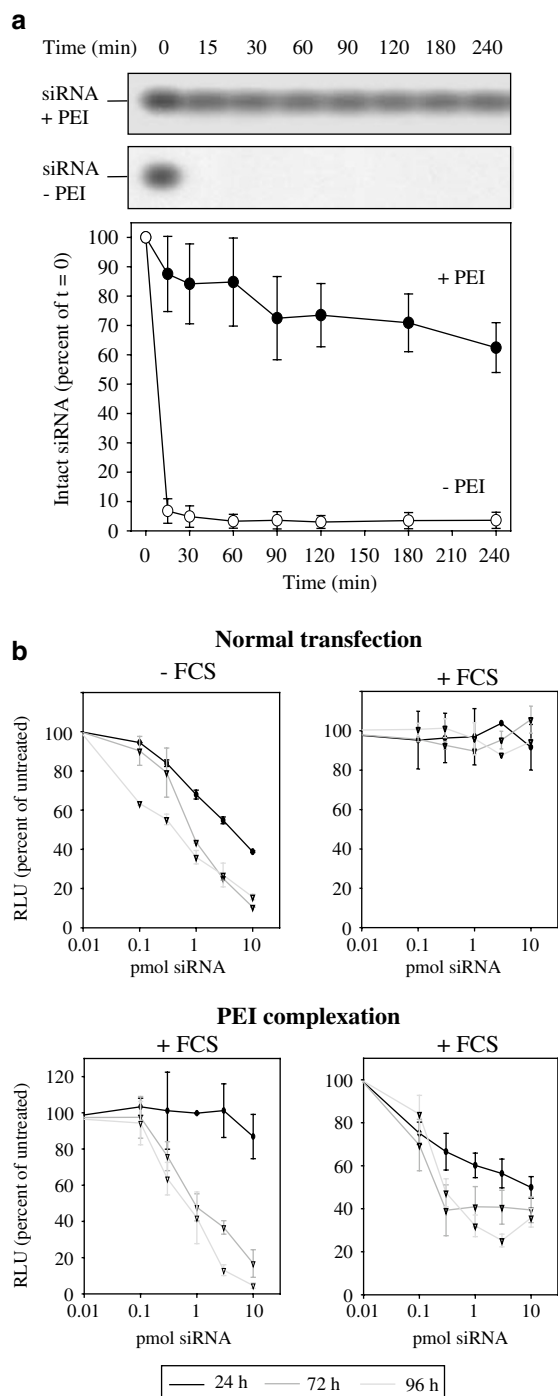 a
Time (min) 0 15 30 60 90 120 180 240
siRNA
+ PEI
siRNA
- PEI
Intact siRNA (percent of t = 0)
100
90
80
70
60
50
40
30
20
10
0
+ PEI
- PEI
0 30 60 90 120 150 180 210 240
Time (min)
b
Normal transfection
- FCS
+ FCS
RLU (percent of untreated)
100
80
60
40
20
0
0.01 0.1 1 10
pmol siRNA
100
80
60
40
20
0
0.01 0.1 1 10
pmol siRNA
PEI complexation
+ FCS
+ FCS
RLU (percent of untreated)
120
100
80
60
40
20
0
0.01 0.1 1 10
pmol siRNA
100
80
60
40
20
0
0.01 0.1 1 10
pmol siRNA
24 h 72 h 96 h